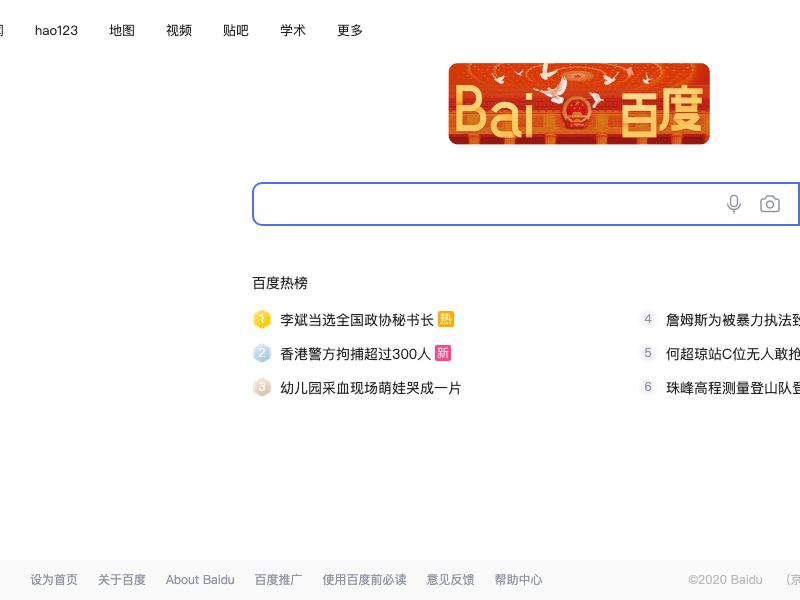 hao123 地图 视频 贴吧 学术 更多
Bai 百度
百度热榜
1 李斌当选全国政协秘书长 热
4 詹姆斯为被暴力执法
2 香港警方拘捕超过300人 新
5 何超琼站C位无人敢抢
3 幼儿园采血现场萌娃哭成一片
6 珠峰高程测量登山队
设为首页 关于百度 About Baidu 百度推广 使用百度前必读 意见反馈 帮助中心 ©2020 Baidu (京